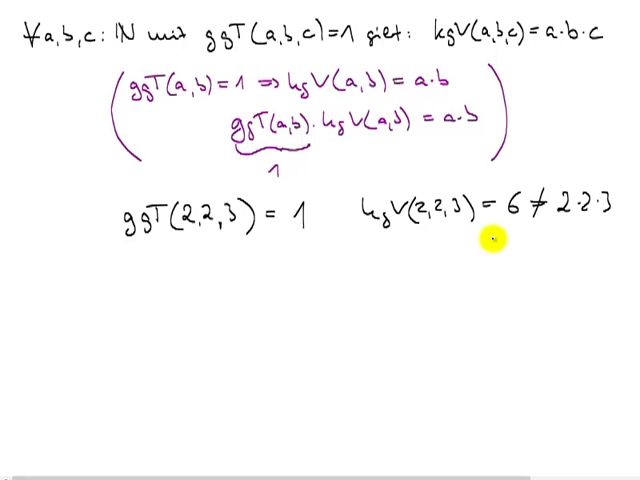 ∀a,b,c: ℕ mit ggT(a,b,c)=1 gilt: kgV(a,b,c)=a·b·c
(ggT(a,b)=1 ⇒ kgV(a,b)=a·b
ggT(a,b)·kgV(a,b)=a·b)
1
ggT(2,2,3)=1 kgV(2,2,3)=6≠2·2·3